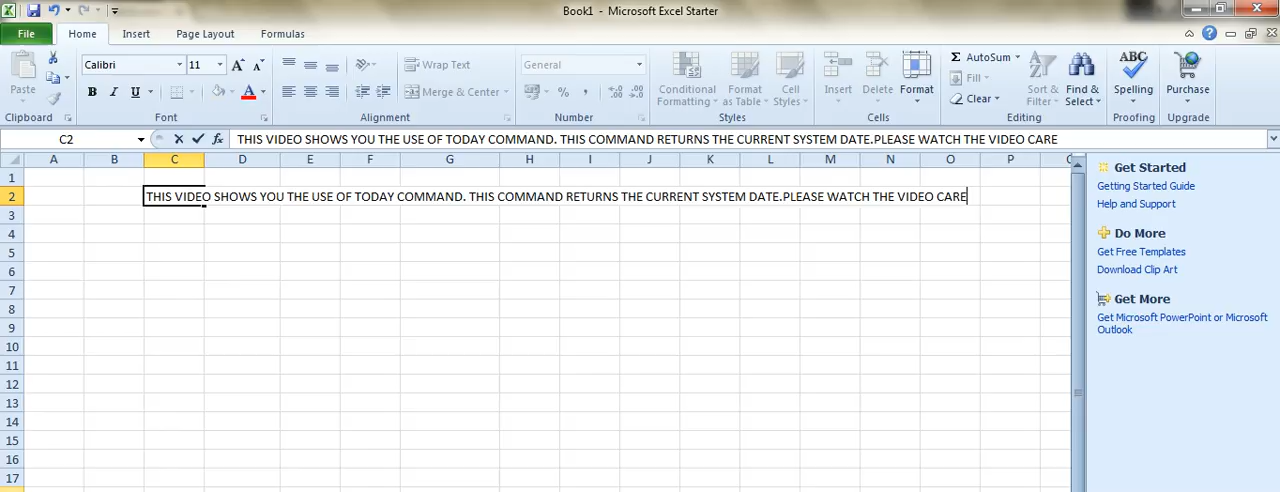 Book1 - Microsoft Excel Starter
File Home Insert Page Layout Formulas
Calibri 11 A A Wrap Text General AutoSum ABC
Paste B I U A Merge & Center $ % , Conditional Formatting Format as Table Cell Styles Insert Delete Format Fill Clear Sort & Filter Find & Select Spelling Purchase
Clipboard Font Alignment Number Styles Cells Editing Proofing Upgrade
C2 fx THIS VIDEO SHOWS YOU THE USE OF TODAY COMMAND. THIS COMMAND RETURNS THE CURRENT SYSTEM DATE.PLEASE WATCH THE VIDEO CARE
A B C D E F G H I J K L M N O P
1
2 THIS VIDEO SHOWS YOU THE USE OF TODAY COMMAND. THIS COMMAND RETURNS THE CURRENT SYSTEM DATE.PLEASE WATCH THE VIDEO CARE
3
4
5
6
7
8
9
10
11
12
13
14
15
16
17
Get Started
Getting Started Guide
Help and Support
Do More
Get Free Templates
Download Clip Art
Get More
Get Microsoft PowerPoint or Microsoft
Outlook